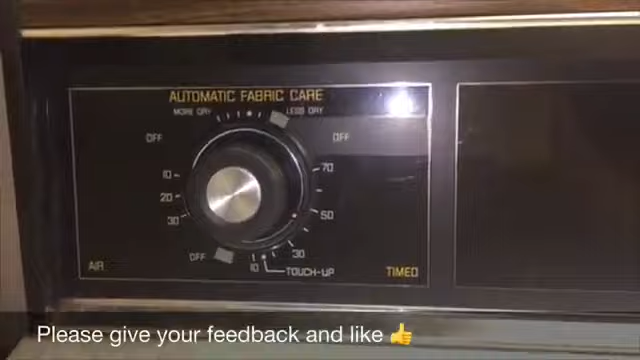 AUTOMATIC FABRIC CARE
MORE DRY LESS DRY
OFF OFF
10 70
20
30 50
OFF 30
10 TOUCH-UP
AIR TIMED
Please give your feedback and like 👍